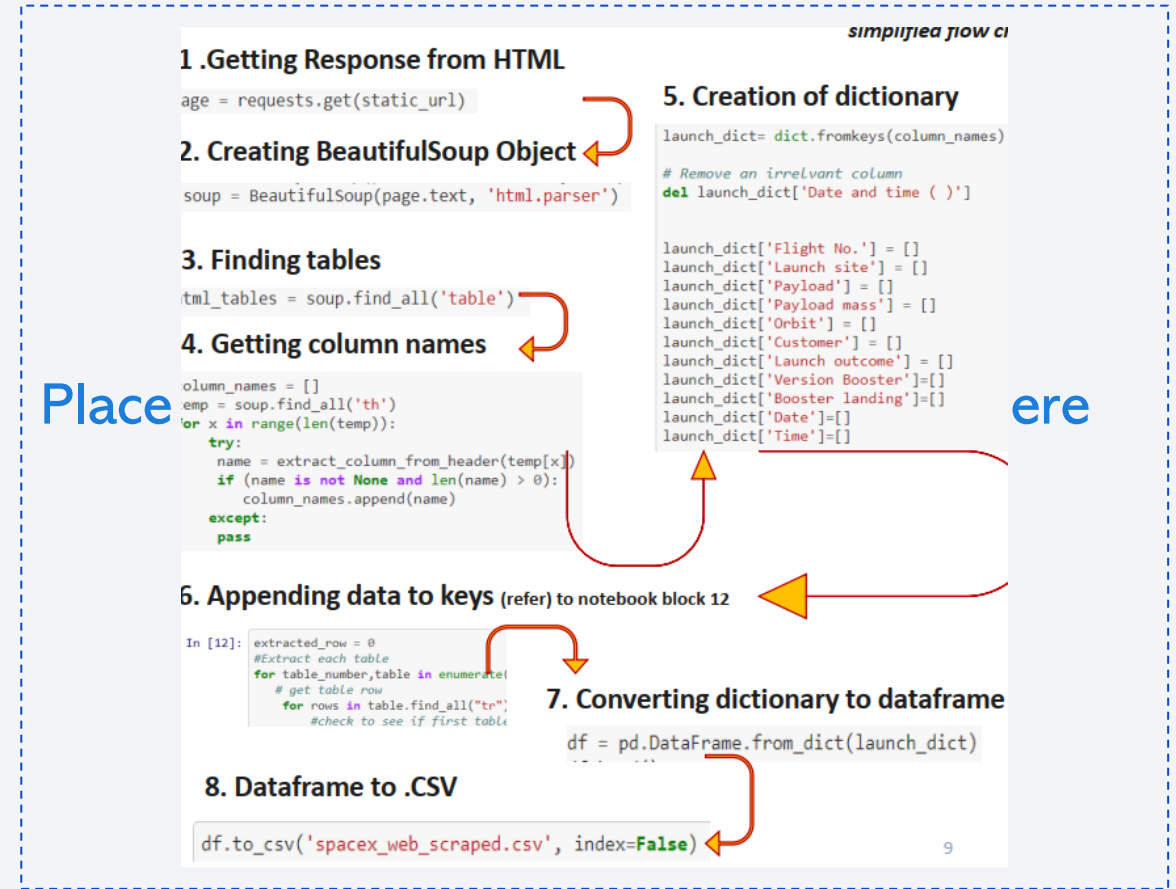 simplified flow
1 .Getting Response from HTML
age = requests.get(static_url)
2. Creating BeautifulSoup Object
soup = BeautifulSoup(page.text, 'html.parser')
3. Finding tables
tml_tables = soup.find_all('table')
4. Getting column names
olumn_names = []
emp = soup.find_all('th')
or x in range(len(temp)):
try:
name = extract_column_from_header(temp[x])
if (name is not None and len(name) > 0):
column_names.append(name)
except:
pass
5. Creation of dictionary
launch_dict= dict.fromkeys(column_names)
# Remove an irrelvant column
del launch_dict['Date and time ( )']
launch_dict['Flight No.'] = []
launch_dict['Launch site'] = []
launch_dict['Payload'] = []
launch_dict['Payload mass'] = []
launch_dict['Orbit'] = []
launch_dict['Customer'] = []
launch_dict['Launch outcome'] = []
launch_dict['Version Booster']=[]
launch_dict['Booster landing']=[]
launch_dict['Date']=[]
launch_dict['Time']=[]
Place ere
6. Appending data to keys (refer) to notebook block 12
In [12]: extracted_row = 0
#Extract each table
for table_number,table in enumerate(
# get table row
for rows in table.find_all("tr")
#check to see if first table
7. Converting dictionary to dataframe
df = pd.DataFrame.from_dict(launch_dict)
8. Dataframe to .CSV
df.to_csv('spacex_web_scraped.csv', index=False)
9